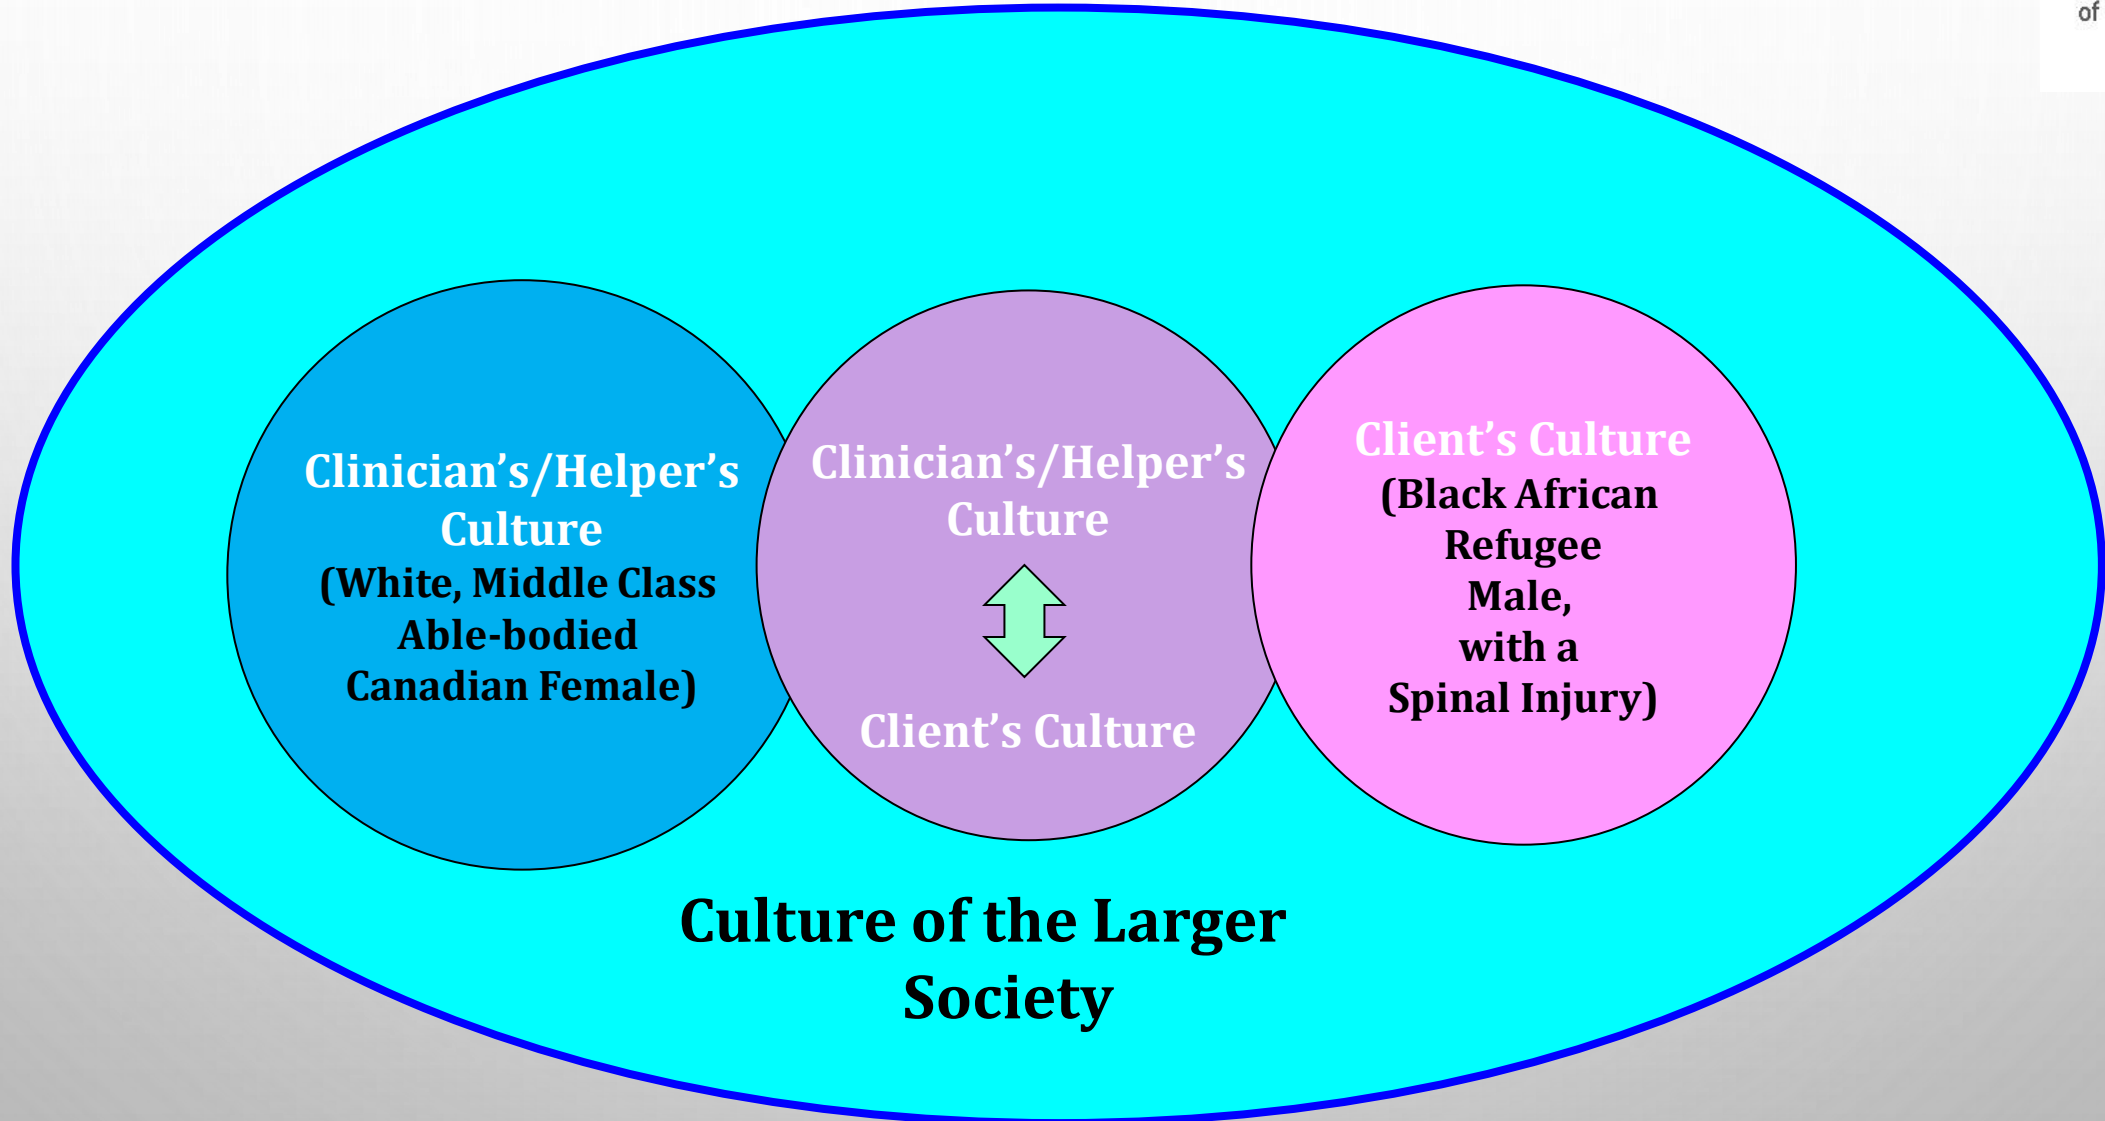 of
Clinician’s/Helper’s
Culture
(White, Middle Class
Able-bodied
Canadian Female)
Clinician’s/Helper’s
Culture
Client’s Culture
Client’s Culture
(Black African
Refugee
Male,
with a
Spinal Injury)
Culture of the Larger
Society